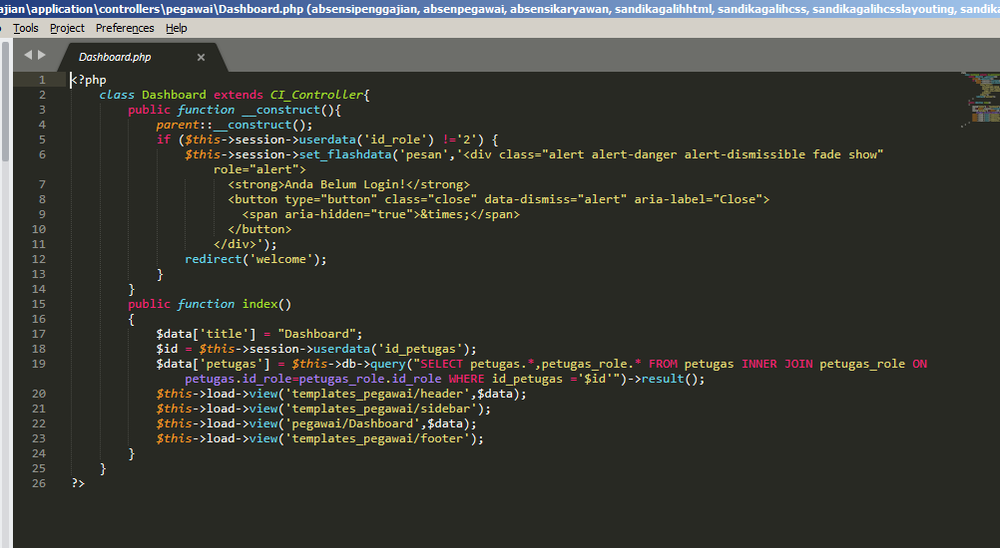 ajian\application\controllers\pegawai\Dashboard.php (absensipenggajian, absenpegawai, absensikaryawan, sandikagalihhtml, sandikagalihcss, sandikagalihcsslayouting,
Tools Project Preferences Help
Dashboard.php ×
1 <?php
2 class Dashboard extends CI_Controller{
3 public function __construct(){
4 parent::__construct();
5 if ($this->session->userdata('id_role') !='2') {
6 $this->session->set_flashdata('pesan','<div class="alert alert-danger alert-dismissible fade show"
role="alert">
7 <strong>Anda Belum Login!</strong>
8 <button type="button" class="close" data-dismiss="alert" aria-label="Close">
9 <span aria-hidden="true">&times;</span>
10 </button>
11 </div>');
12 redirect('welcome');
13 }
14 }
15 public function index()
16 {
17 $data['title'] = "Dashboard";
18 $id = $this->session->userdata('id_petugas');
19 $data['petugas'] = $this->db->query("SELECT petugas.*,petugas_role.* FROM petugas INNER JOIN petugas_role ON
petugas.id_role=petugas_role.id_role WHERE id_petugas ='$id'")->result();
20 $this->load->view('templates_pegawai/header',$data);
21 $this->load->view('templates_pegawai/sidebar');
22 $this->load->view('pegawai/Dashboard',$data);
23 $this->load->view('templates_pegawai/footer');
24 }
25 }
26 ?>